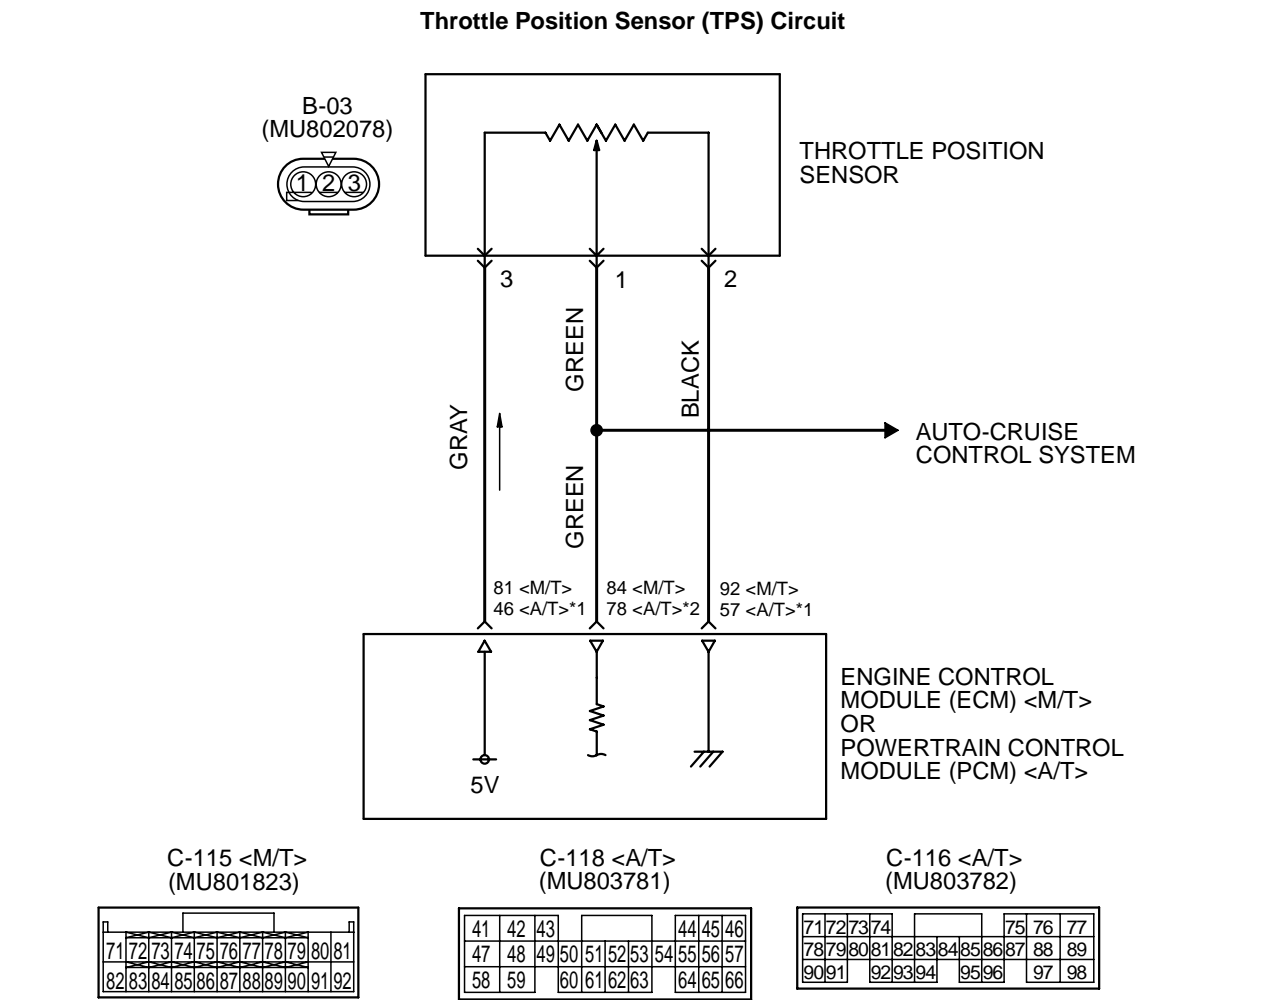 Throttle Position Sensor (TPS) Circuit
B-03
(MU802078)
1 2 3
THROTTLE POSITION
SENSOR
3
1
2
GRAY
GREEN
BLACK
GREEN
AUTO-CRUISE
CONTROL SYSTEM
81 <M/T>
46 <A/T>*1
84 <M/T>
78 <A/T>*2
92 <M/T>
57 <A/T>*1
5V
ENGINE CONTROL
MODULE (ECM) <M/T>
OR
POWERTRAIN CONTROL
MODULE (PCM) <A/T>
C-115 <M/T>
(MU801823)
71 72 73 74 75 76 77 78 79 80 81
82 83 84 85 86 87 88 89 90 91 92
C-118 <A/T>
(MU803781)
41 42 43 44 45 46
47 48 49 50 51 52 53 54 55 56 57
58 59 60 61 62 63 64 65 66
C-116 <A/T>
(MU803782)
71 72 73 74 75 76 77
78 79 80 81 82 83 84 85 86 87 88 89
90 91 92 93 94 95 96 97 98